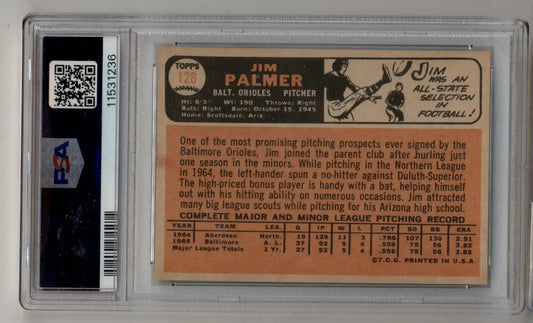 TOPPS
126
JIM
PALMER
BALT. ORIOLES PITCHER
Ht: 6'3" Wt: 190 Throws: Right
Bats: Right Born: October 15, 1945
Home: Scottsdale, Ariz.
JIM
WAS AN
ALL-STATE
SELECTION
IN
FOOTBALL!
One of the most promising pitching prospects ever signed by the
Baltimore Orioles, Jim joined the parent club after hurling just
one season in the minors. While pitching in the Northern League
in 1964, the left-hander spun a no-hitter against Duluth-Superior.
The high-priced bonus player is handy with a bat, helping himself
out with his hitting ability on numerous occasions. Jim attracted
many big league scouts while pitching for his Arizona high school.
COMPLETE MAJOR AND MINOR LEAGUE PITCHING RECORD
YEAR TEAM LEA. G IP W L PCT SO BB ERA
1964 Aberdeen North. 19 129 11 3 .786 107 130 2.51
1965 Baltimore A. L. 27 92 5 4 .556 75 56 3.82
Major League Totals 1 Yr. 27 92 5 4 .556 75 56 3.82
©T.C.G. PRINTED IN U.S.A.
PSA
11531236